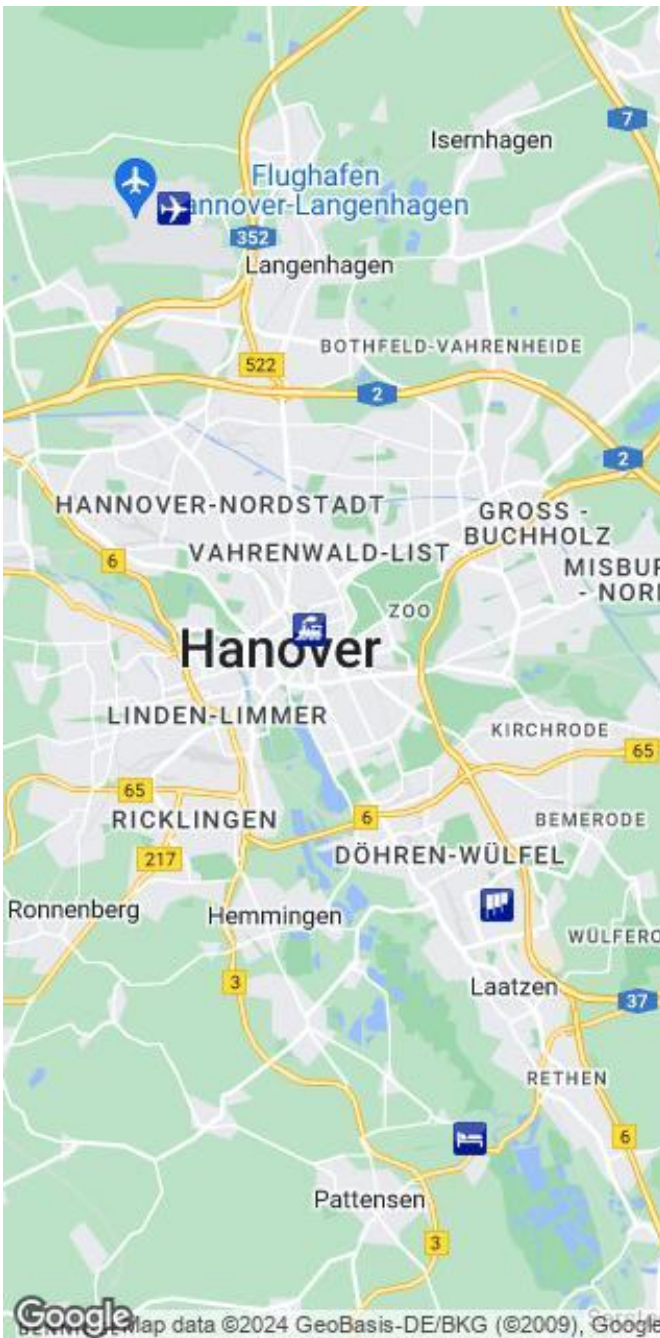 7
Isernhagen
Flughafen
annover-Langenhagen
352
Langenhagen
BOTHFELD-VAHRENHEIDE
522
2
2
HANNOVER-NORDSTADT
GROSS -
BUCHHOLZ
VAHRENWALD-LIST
6
MISBUR
- NOR
ZOO
Hanover
LINDEN-LIMMER
KIRCHRODE
65
65
RICKLINGEN
6
BEMERODE
217
DÖHREN-WÜLFEL
Ronnenberg
Hemmingen
WÜLFERO
3
Laatzen
37
RETHEN
6
Pattensen
3
Google
Map data ©2024 GeoBasis-DE/BKG (©2009), Google